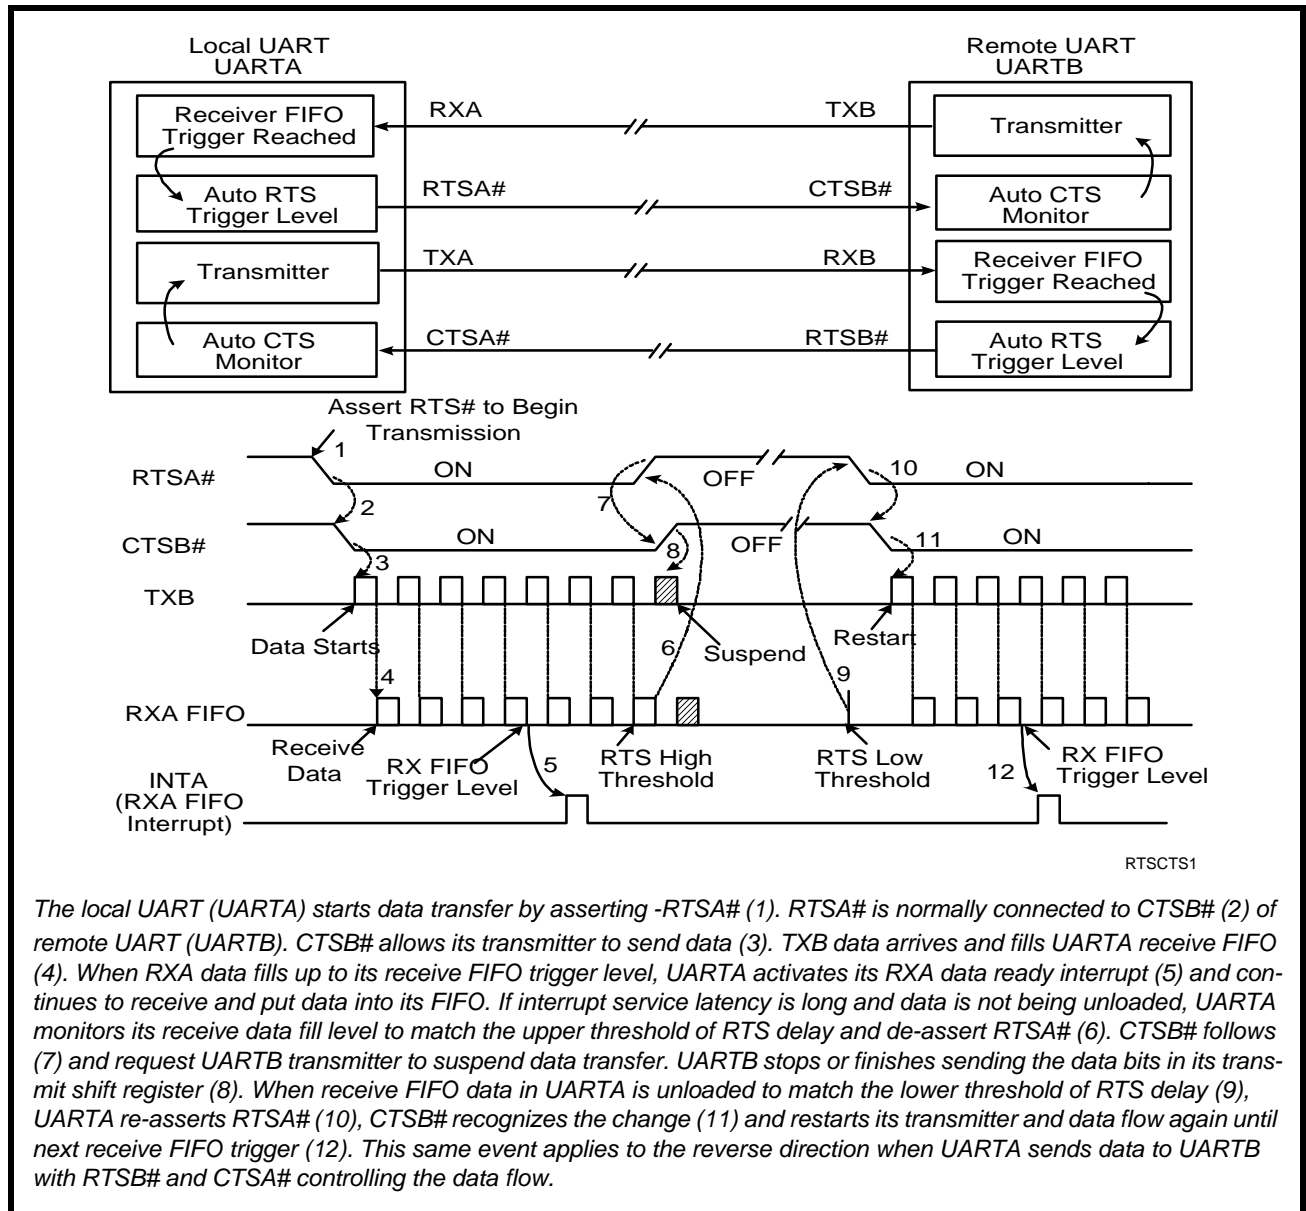 Local UART
UARTA
Remote UART
UARTB
Receiver FIFO
Trigger Reached
RXA
TXB
Transmitter
Auto RTS
Trigger Level
RTSA#
CTSB#
Auto CTS
Monitor
Transmitter
TXA
RXB
Receiver FIFO
Trigger Reached
Auto CTS
Monitor
CTSA#
RTSB#
Auto RTS
Trigger Level
Assert RTS# to Begin
Transmission
1
RTSA#
ON
OFF
10
ON
2
7
CTSB#
ON
8
OFF
11
ON
3
TXB
Data Starts
6
Suspend
Restart
4
9
RXA FIFO
Receive
Data
RX FIFO
Trigger Level
5
RTS High
Threshold
RTS Low
Threshold
12
RX FIFO
Trigger Level
INTA
(RXA FIFO
Interrupt)
RTSCTS1
The local UART (UARTA) starts data transfer by asserting -RTSA# (1). RTSA# is normally connected to CTSB# (2) of
remote UART (UARTB). CTSB# allows its transmitter to send data (3). TXB data arrives and fills UARTA receive FIFO
(4). When RXA data fills up to its receive FIFO trigger level, UARTA activates its RXA data ready interrupt (5) and con-
tinues to receive and put data into its FIFO. If interrupt service latency is long and data is not being unloaded, UARTA
monitors its receive data fill level to match the upper threshold of RTS delay and de-assert RTSA# (6). CTSB# follows
(7) and request UARTB transmitter to suspend data transfer. UARTB stops or finishes sending the data bits in its trans-
mit shift register (8). When receive FIFO data in UARTA is unloaded to match the lower threshold of RTS delay (9),
UARTA re-asserts RTSA# (10), CTSB# recognizes the change (11) and restarts its transmitter and data flow again until
next receive FIFO trigger (12). This same event applies to the reverse direction when UARTA sends data to UARTB
with RTSB# and CTSA# controlling the data flow.